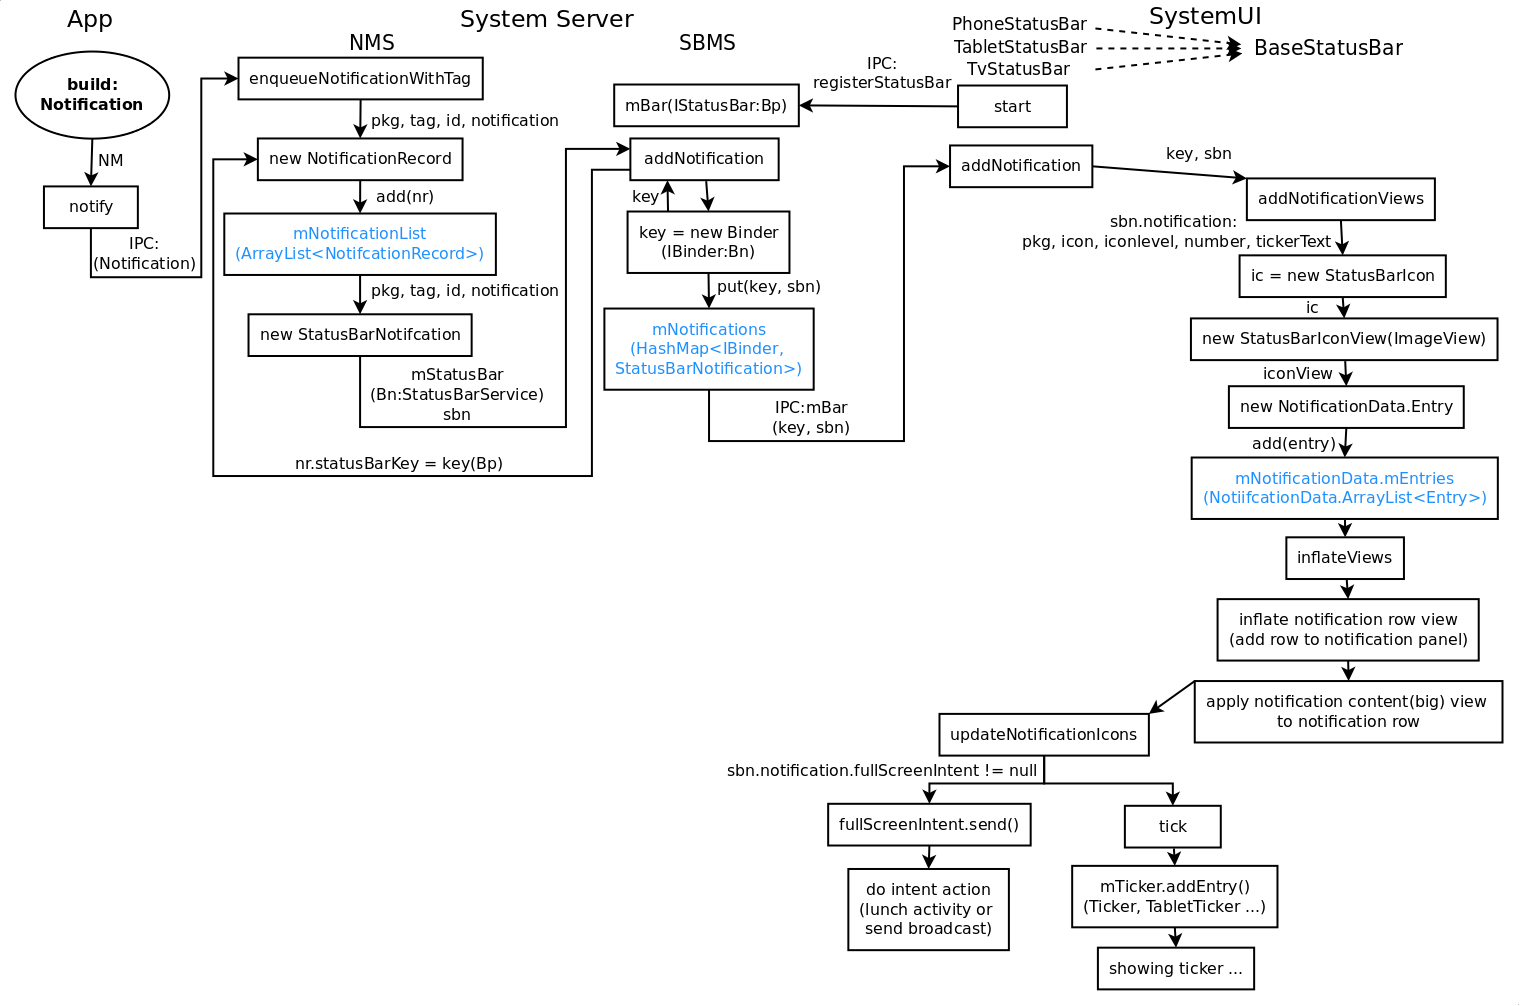 App
System Server
SystemUI
NMS
SBMS
PhoneStatusBar
TabletStatusBar
TvStatusBar
BaseStatusBar
build:
Notification
NM
notify
IPC:
(Notification)
enqueueNotificationWithTag
pkg, tag, id, notification
new NotificationRecord
add(nr)
mNotificationList
(ArrayList<NotifcationRecord>)
pkg, tag, id, notification
new StatusBarNotifcation
mStatusBar
(Bn:StatusBarService)
sbn
nr.statusBarKey = key(Bp)
IPC:
registerStatusBar
mBar(IStatusBar:Bp)
start
addNotification
key
key = new Binder
(IBinder:Bn)
put(key, sbn)
mNotifications
(HashMap<IBinder,
StatusBarNotification>)
IPC:mBar
(key, sbn)
addNotification
key, sbn
addNotificationViews
sbn.notification:
pkg, icon, iconlevel, number, tickerText
ic = new StatusBarIcon
ic
new StatusBarIconView(ImageView)
iconView
new NotificationData.Entry
add(entry)
mNotificationData.mEntries
(NotiifcationData.ArrayList<Entry>)
inflateViews
inflate notification row view
(add row to notification panel)
apply notification content(big) view
to notification row
updateNotificationIcons
sbn.notification.fullScreenIntent != null
fullScreenIntent.send()
do intent action
(lunch activity or
send broadcast)
tick
mTicker.addEntry()
(Ticker, TabletTicker ...)
showing ticker ...